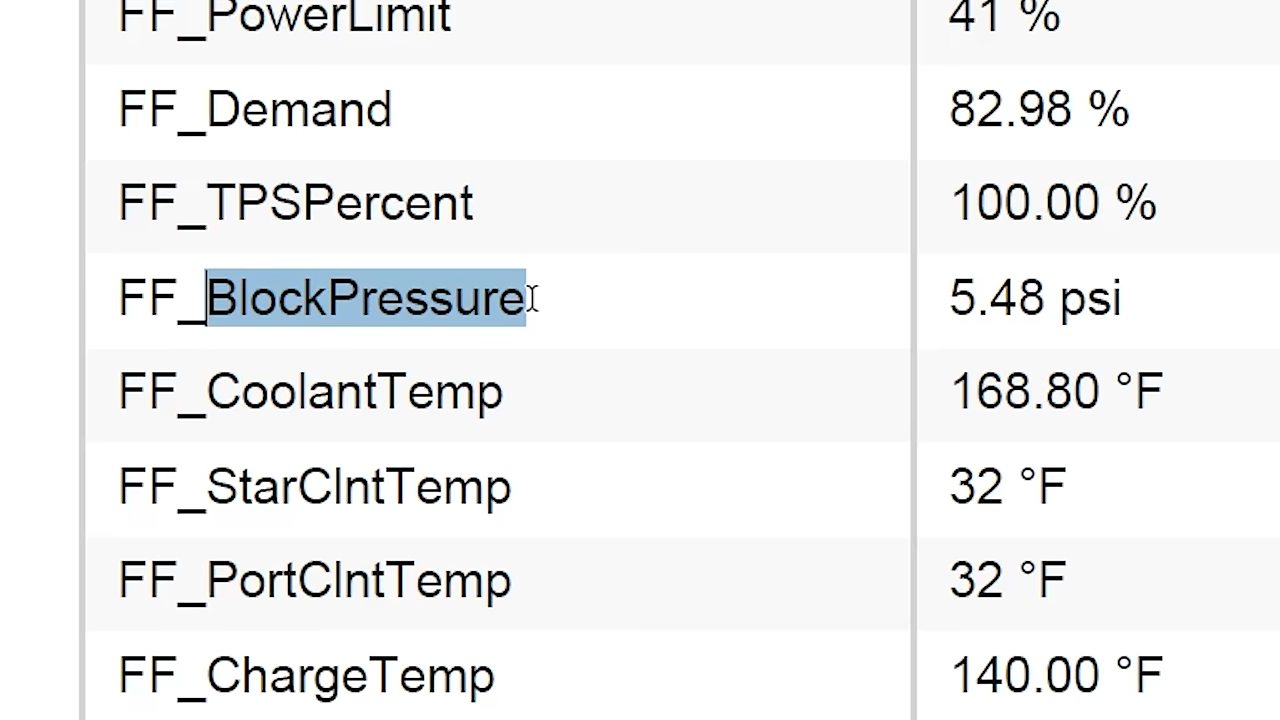 FF_PowerLimit 41 %
FF_Demand 82.98 %
FF_TPSPercent 100.00 %
FF_BlockPressure 5.48 psi
FF_CoolantTemp 168.80 °F
FF_StarClntTemp 32 °F
FF_PortClntTemp 32 °F
FF_ChargeTemp 140.00 °F